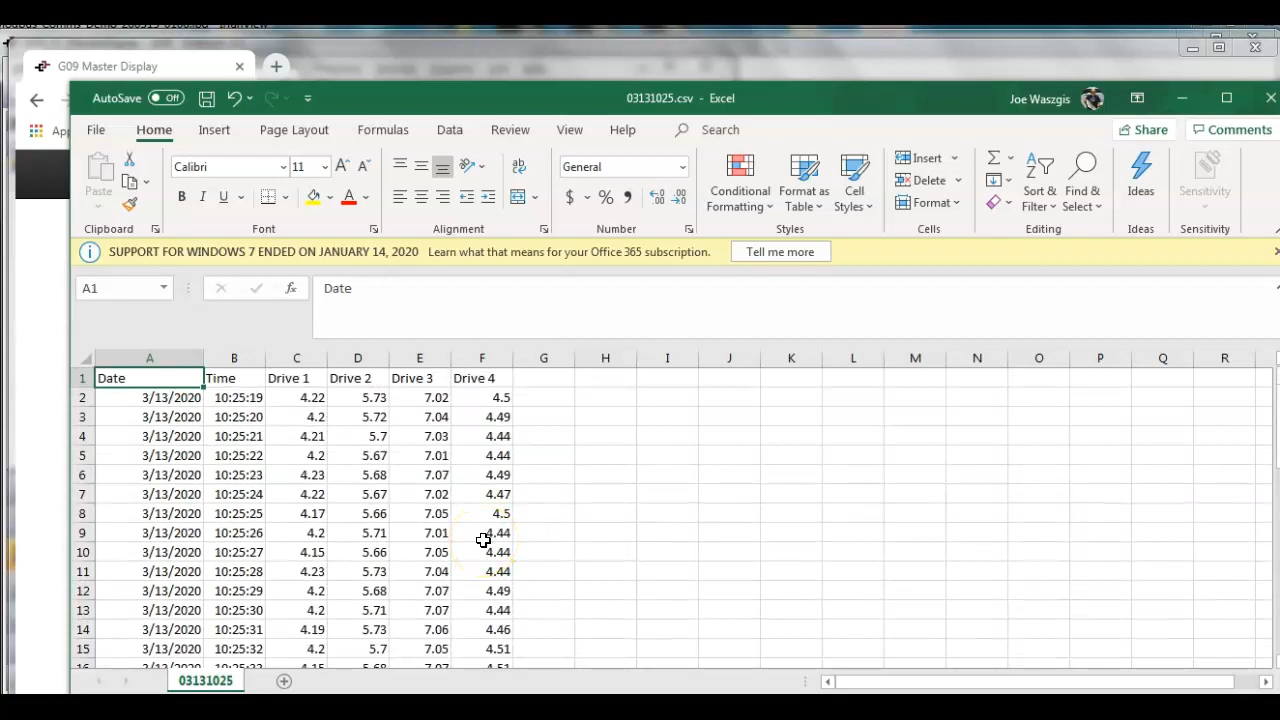 G09 Master Display
AutoSave Off 03131025.csv - Excel Joe Waszgis
File Home Insert Page Layout Formulas Data Review View Help Search Share Comments
Paste Calibri 11 General Conditional Formatting Format as Table Cell Styles Insert Delete Format Sort & Filter Find & Select Ideas Sensitivity
Clipboard Font Alignment Number Styles Cells Editing Ideas Sensitivity
SUPPORT FOR WINDOWS 7 ENDED ON JANUARY 14, 2020 Learn what that means for your Office 365 subscription. Tell me more
A1 fx Date
A B C D E F G H I J K L M N O P Q R
1 Date Time Drive 1 Drive 2 Drive 3 Drive 4
2 3/13/2020 10:25:19 4.22 5.73 7.02 4.5
3 3/13/2020 10:25:20 4.2 5.72 7.04 4.49
4 3/13/2020 10:25:21 4.21 5.7 7.03 4.44
5 3/13/2020 10:25:22 4.2 5.67 7.01 4.44
6 3/13/2020 10:25:23 4.23 5.68 7.07 4.49
7 3/13/2020 10:25:24 4.22 5.67 7.02 4.47
8 3/13/2020 10:25:25 4.17 5.66 7.05 4.5
9 3/13/2020 10:25:26 4.2 5.71 7.01 4.44
10 3/13/2020 10:25:27 4.15 5.66 7.05 4.44
11 3/13/2020 10:25:28 4.23 5.73 7.04 4.44
12 3/13/2020 10:25:29 4.2 5.68 7.07 4.49
13 3/13/2020 10:25:30 4.2 5.71 7.07 4.44
14 3/13/2020 10:25:31 4.19 5.73 7.06 4.46
15 3/13/2020 10:25:32 4.2 5.7 7.05 4.51
03131025